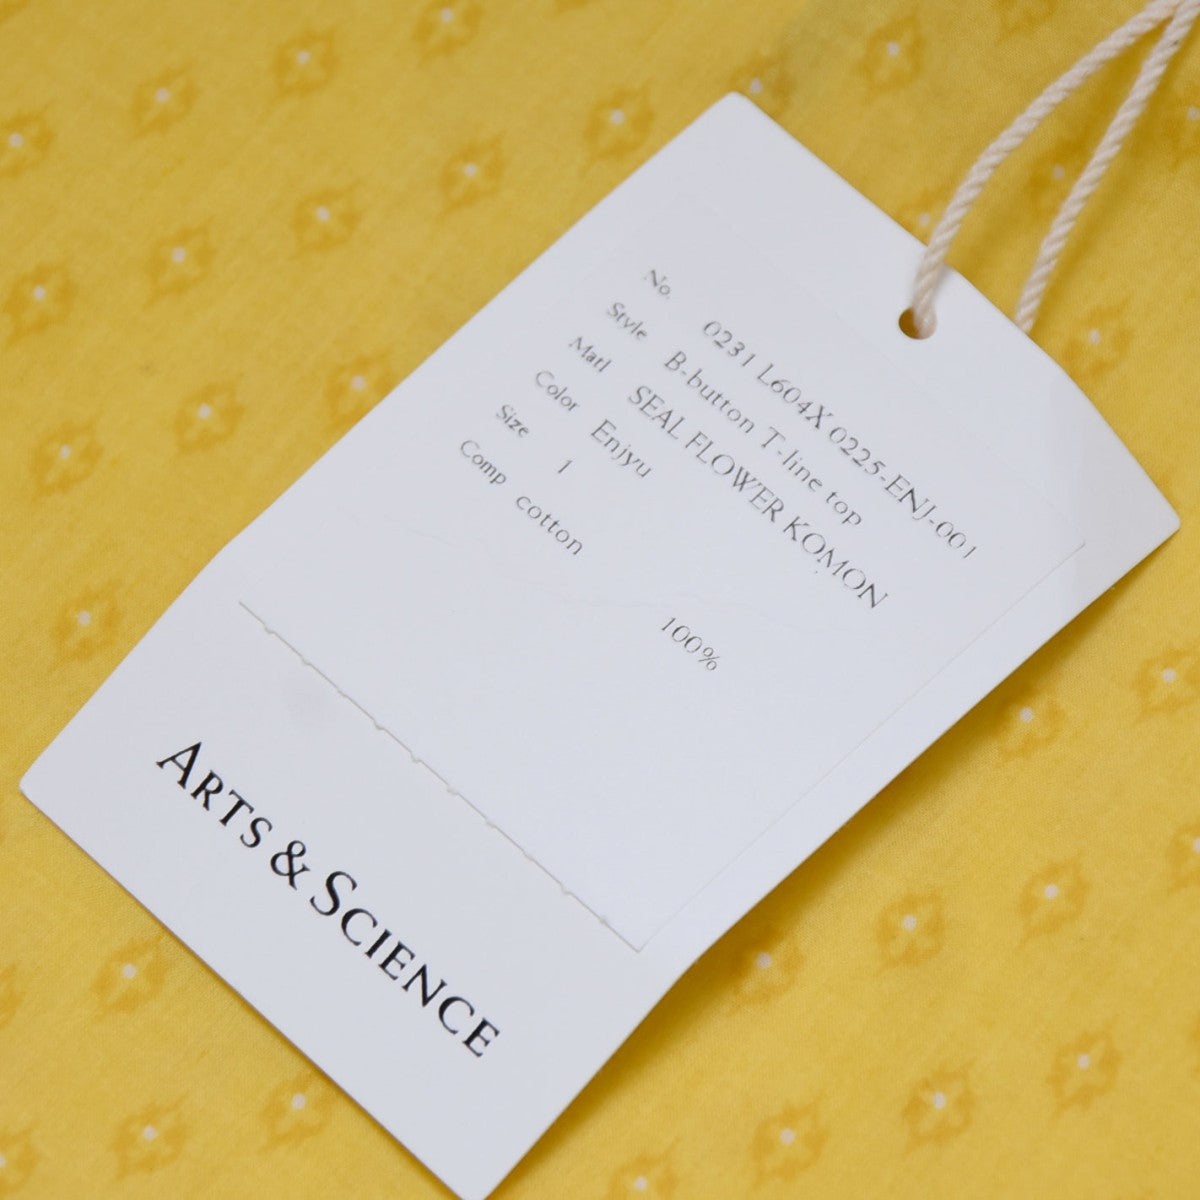 No. 0231 L604X 0225-ENJ-001
Style B-button T-line top
Matl SEAL FLOWER KOMON
Color Enjyu
Size 1
Comp cotton 100%
ARTS & SCIENCE